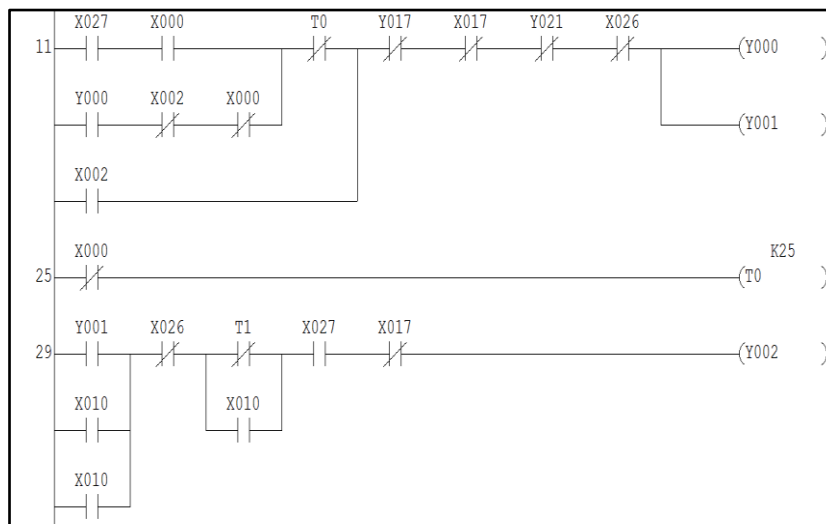 X027 X000 T0 Y017 X017 Y021 X026
11 (Y000 )
Y000 X002 X000
(Y001 )
X002
X000 K25
25 (T0 )
Y001 X026 T1 X027 X017
29 (Y002 )
X010 X010
X010